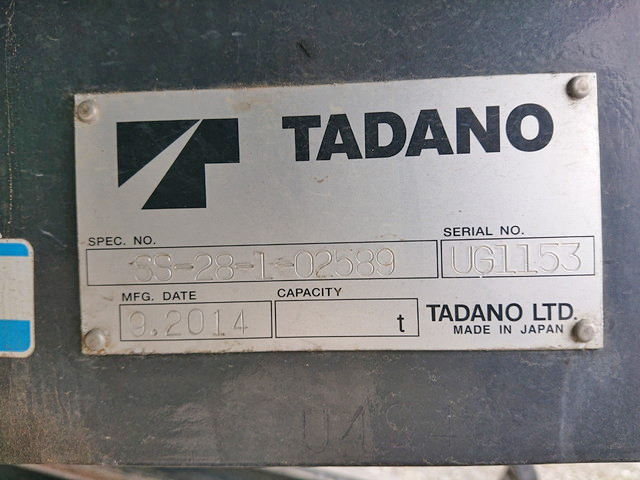 TADANO
SPEC. NO.
SS-28-1-02589
SERIAL NO.
UG1153
MFG. DATE
9,2014
CAPACITY
t
TADANO LTD.
MADE IN JAPAN